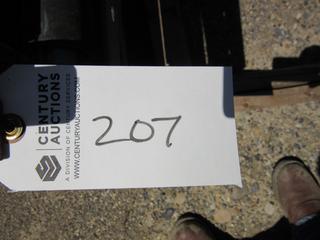 CENTURY
AUCTIONS
A DIVISION OF CENTURY SERVICES
WWW.CENTURYAUCTIONS.COM
207